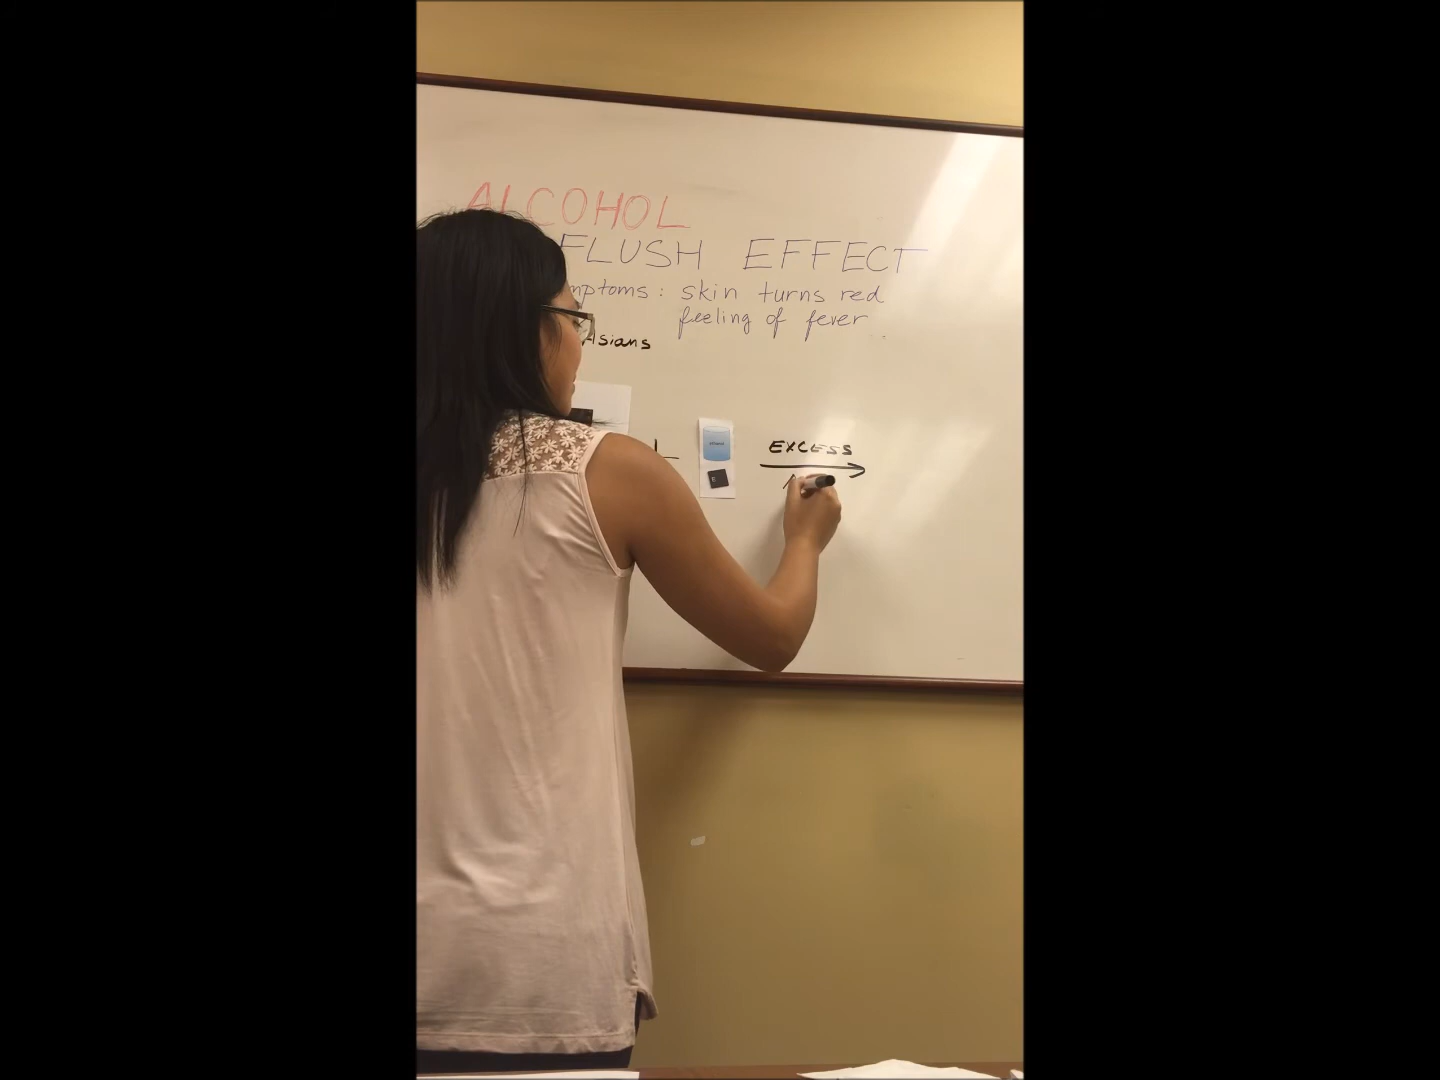 ALCOHOL
FLUSH EFFECT
mptoms: skin turns red
feeling of fever
Asians
EXCESS
E